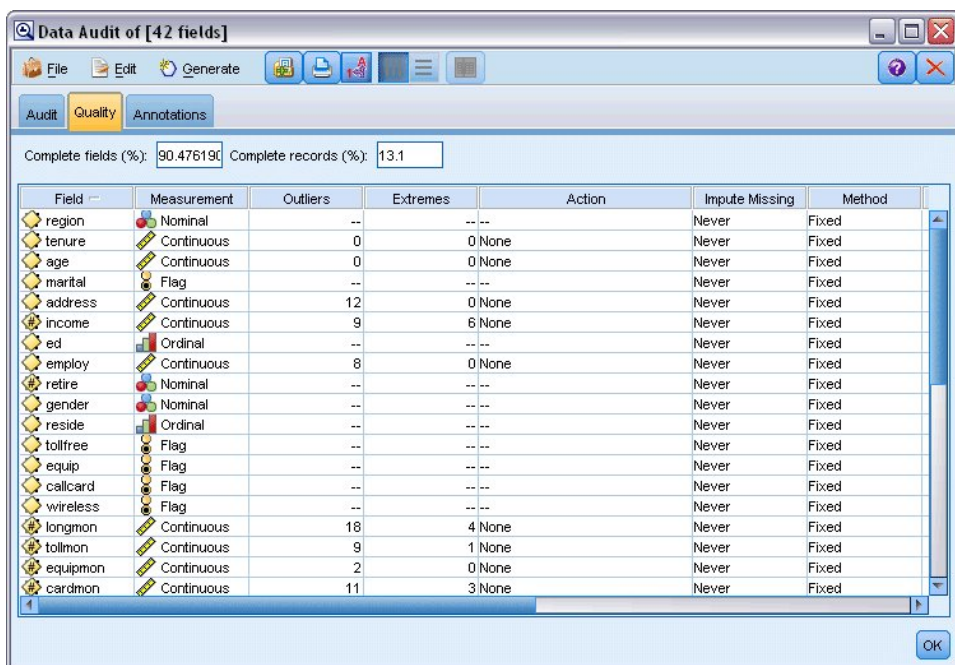 Data Audit of [42 fields]
File Edit Generate
Audit Quality Annotations
Complete fields (%): 90.476190 Complete records (%): 13.1
Field Measurement Outliers Extremes Action Impute Missing Method
region Nominal -- -- -- Never Fixed
tenure Continuous 0 0 None Never Fixed
age Continuous 0 0 None Never Fixed
marital Flag -- -- -- Never Fixed
address Continuous 12 0 None Never Fixed
income Continuous 9 6 None Never Fixed
ed Ordinal -- -- -- Never Fixed
employ Continuous 8 0 None Never Fixed
retire Nominal -- -- -- Never Fixed
gender Nominal -- -- -- Never Fixed
reside Ordinal -- -- -- Never Fixed
tollfree Flag -- -- -- Never Fixed
equip Flag -- -- -- Never Fixed
callcard Flag -- -- -- Never Fixed
wireless Flag -- -- -- Never Fixed
longmon Continuous 18 4 None Never Fixed
tollmon Continuous 9 1 None Never Fixed
equipmon Continuous 2 0 None Never Fixed
cardmon Continuous 11 3 None Never Fixed
OK